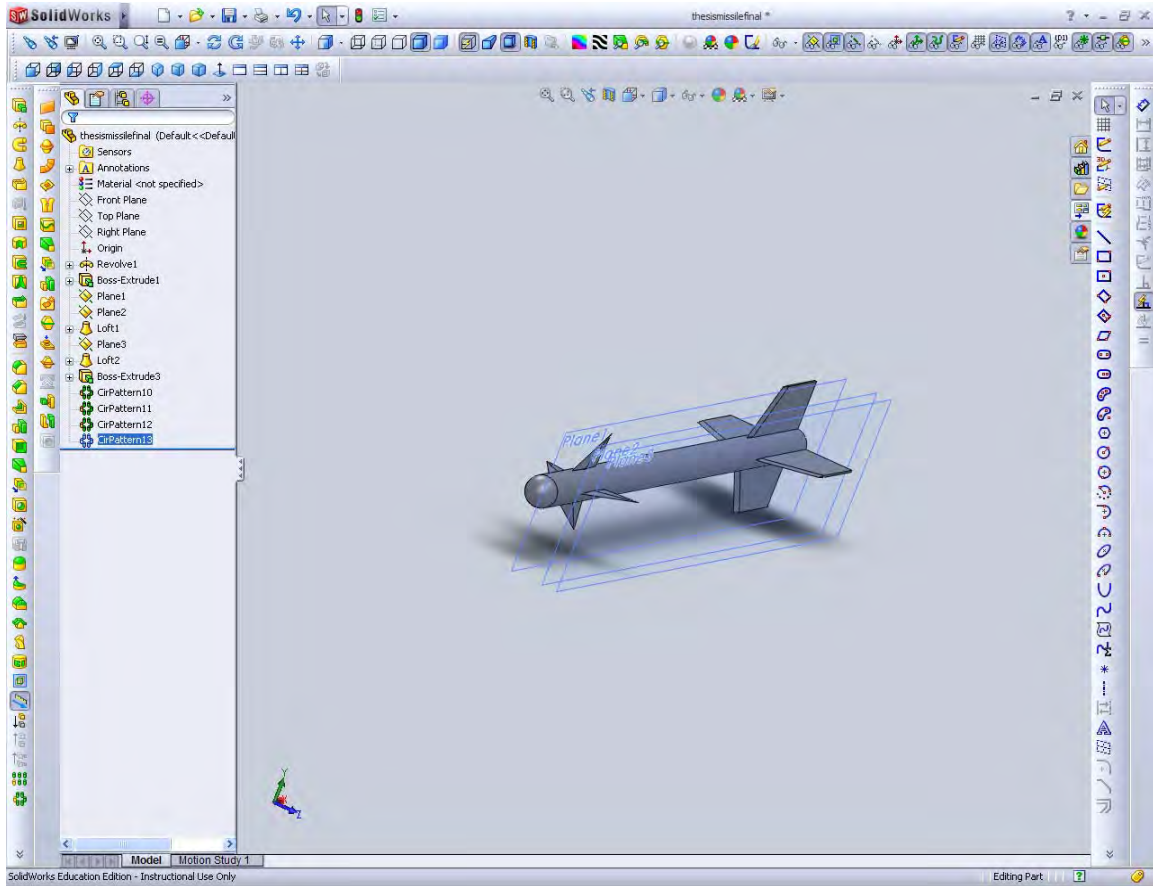 SolidWorks
thesismissilefinal *
thesismissilefinal (Default<<Defaul
Sensors
Annotations
Material <not specified>
Front Plane
Top Plane
Right Plane
Origin
Revolve1
Boss-Extrude1
Plane1
Plane2
Loft1
Plane3
Loft2
Boss-Extrude3
CirPattern10
CirPattern11
CirPattern12
CirPattern13
Plane1
Plane2
Plane3
Y
X
Z
Model
Motion Study 1
SolidWorks Education Edition - Instructional Use Only
Editing Part